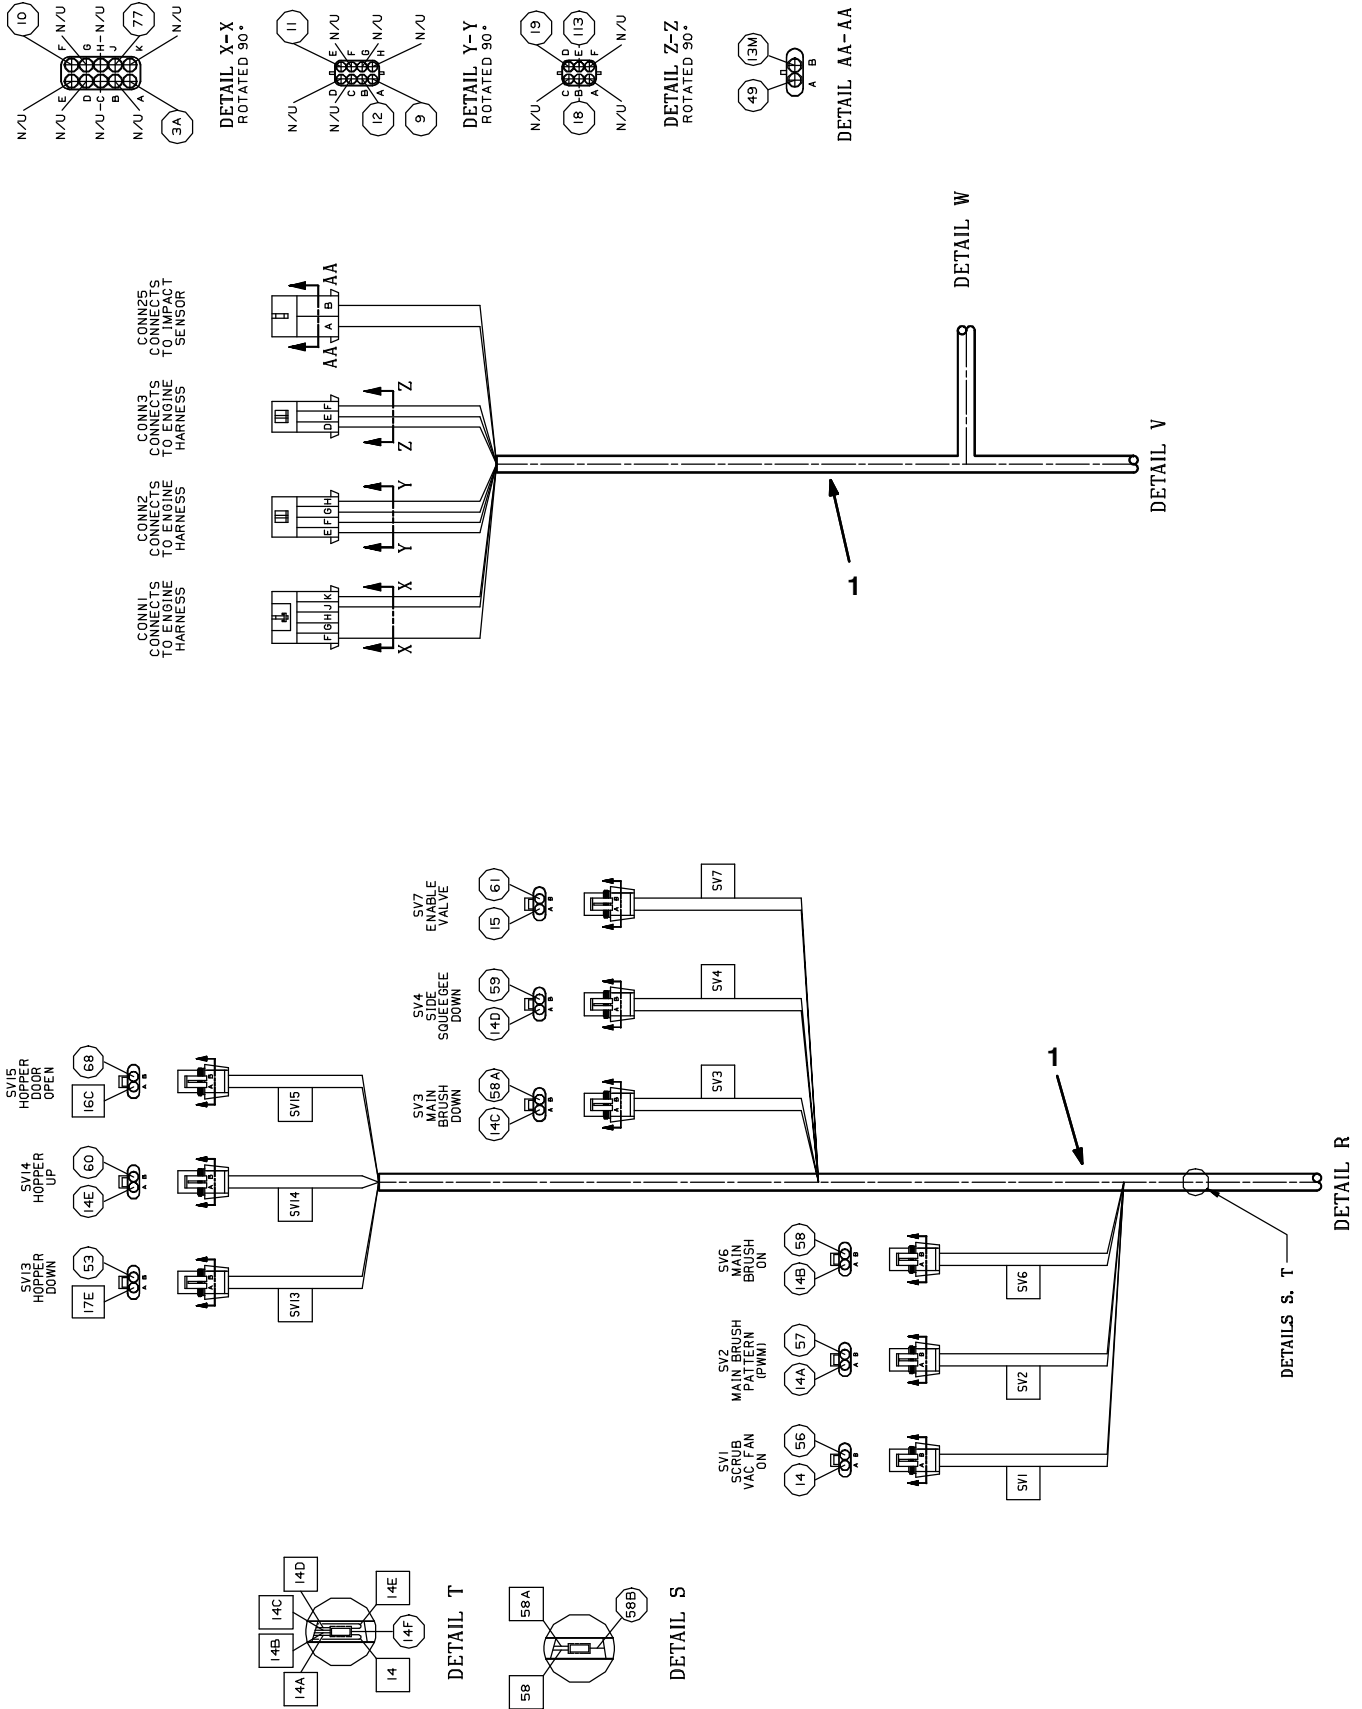 10
F
N/U
G
H
N/U
J
77
K
N/U
N/U
E
N/U
D
N/U
C
B
N/U
A
3A
DETAIL X-X
ROTATED 90°
11
E
N/U
F
G
N/U
H
N/U
N/U
D
N/U
C
B
12
A
9
DETAIL Y-Y
ROTATED 90°
19
D
E
113
F
N/U
N/U
C
B
18
A
N/U
DETAIL Z-Z
ROTATED 90°
49
13M
A
B
DETAIL AA-AA
CONN1
CONNECTS
TO ENGINE
HARNESS
F G H J K
X
X
CONN2
CONNECTS
TO ENGINE
HARNESS
E F G H
Y
Y
CONN3
CONNECTS
TO ENGINE
HARNESS
D E F
Z
Z
CONN25
CONNECTS
TO IMPACT
SENSOR
A B
AA
AA
1
DETAIL W
DETAIL V
SV13
HOPPER
DOWN
17E
53
A B
A B
SV13
SV14
HOPPER
UP
14E
60
A B
A B
SV14
SV15
HOPPER
DOOR
OPEN
16C
68
A B
A B
SV15
SV3
MAIN
BRUSH
DOWN
14C
58A
A B
A B
SV3
SV4
SIDE
SQUEEGEE
DOWN
14D
59
A B
A B
SV4
SV7
ENABLE
VALVE
15
61
A B
A B
SV7
SV1
SCRUB
VAC FAN
ON
14
56
A B
A B
SV1
SV2
MAIN BRUSH
PATTERN
(PWM)
14A
57
A B
A B
SV2
SV6
MAIN
BRUSH
ON
14B
58
A B
A B
SV6
1
DETAILS S, T
DETAIL R
14A
14B
14C
14D
14
14F
14E
DETAIL T
58
58A
58B
DETAIL S